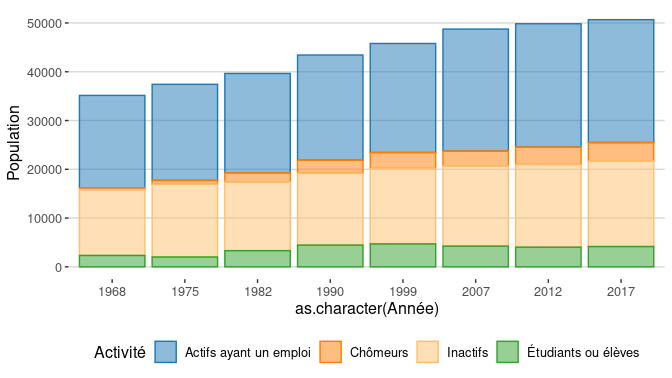 50000
40000
30000
20000
10000
0
Population
1968 1975 1982 1990 1999 2007 2012 2017
as.character(Année)
Activité Actifs ayant un emploi Chômeurs Inactifs Étudiants ou élèves